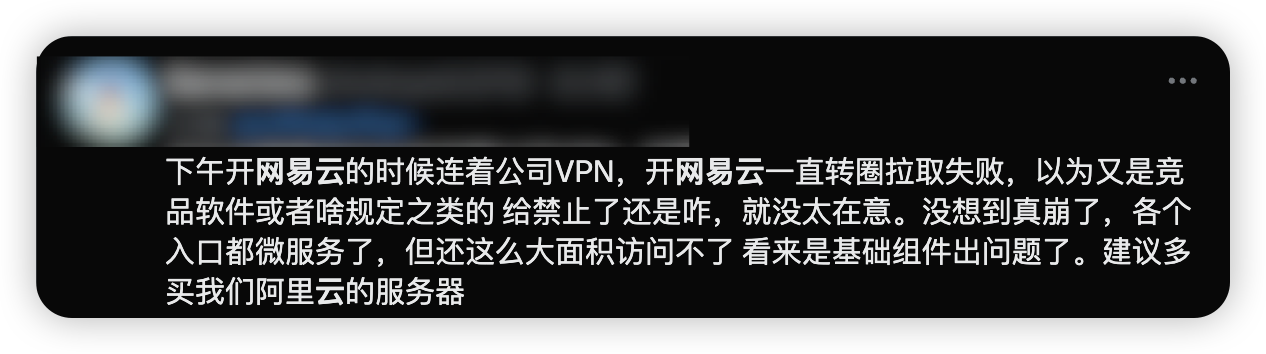 下午开网易云的时候连着公司VPN，开网易云一直转圈拉取失败，以为又是竞
品软件或者啥规定之类的 给禁止了还是咋，就没太在意。没想到真崩了，各个
入口都微服务了，但还这么大面积访问不了 看来是基础组件出问题了。建议多
买我们阿里云的服务器